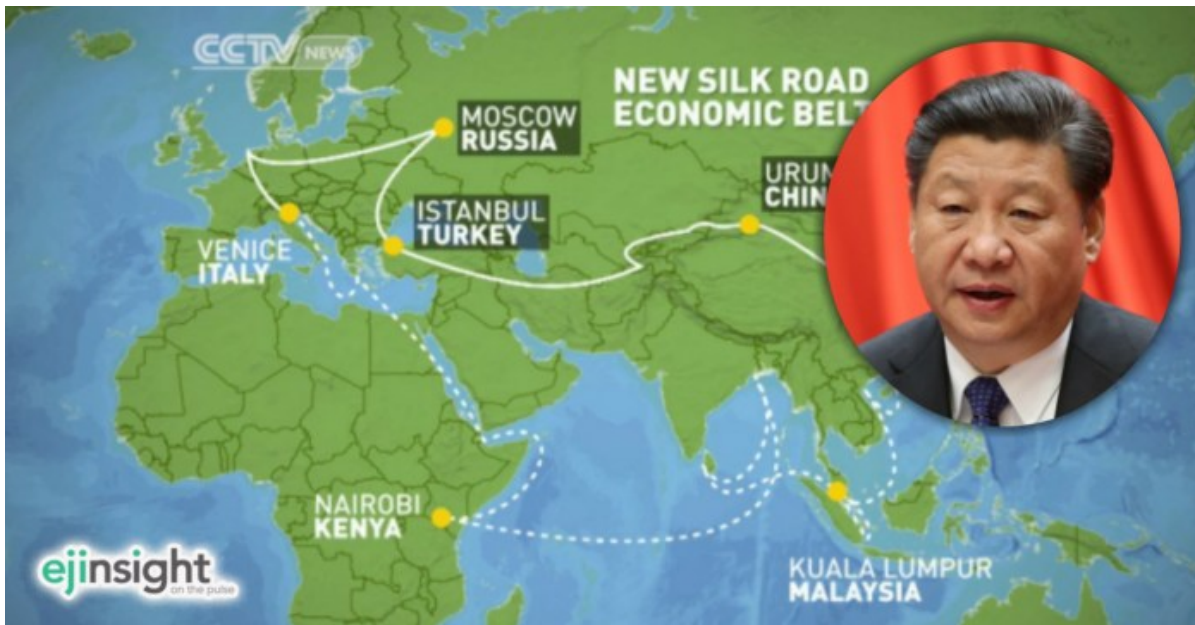 CCTV NEWS
NEW SILK ROAD
ECONOMIC BELT
MOSCOW
RUSSIA
ISTANBUL
TURKEY
VENICE
ITALY
NAIROBI
KENYA
KUALA LUMPUR
MALAYSIA
ejinsight
on the pulse